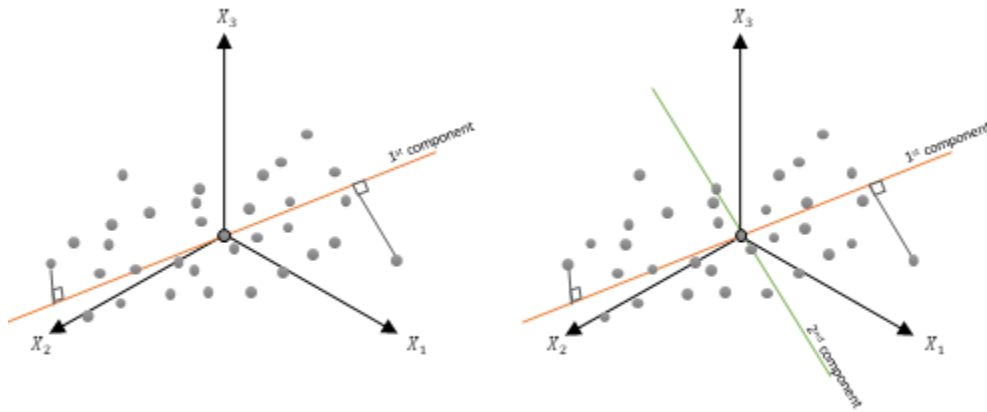 X₃
1st component
X₂
X₁
X₃
1st component
2nd component
X₂
X₁